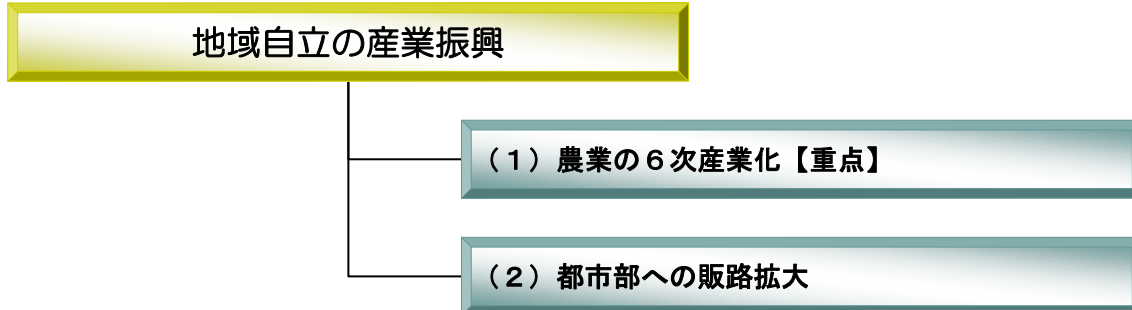 地域自立の産業振興
（１）農業の６次産業化【重点】
（２）都市部への販路拡大